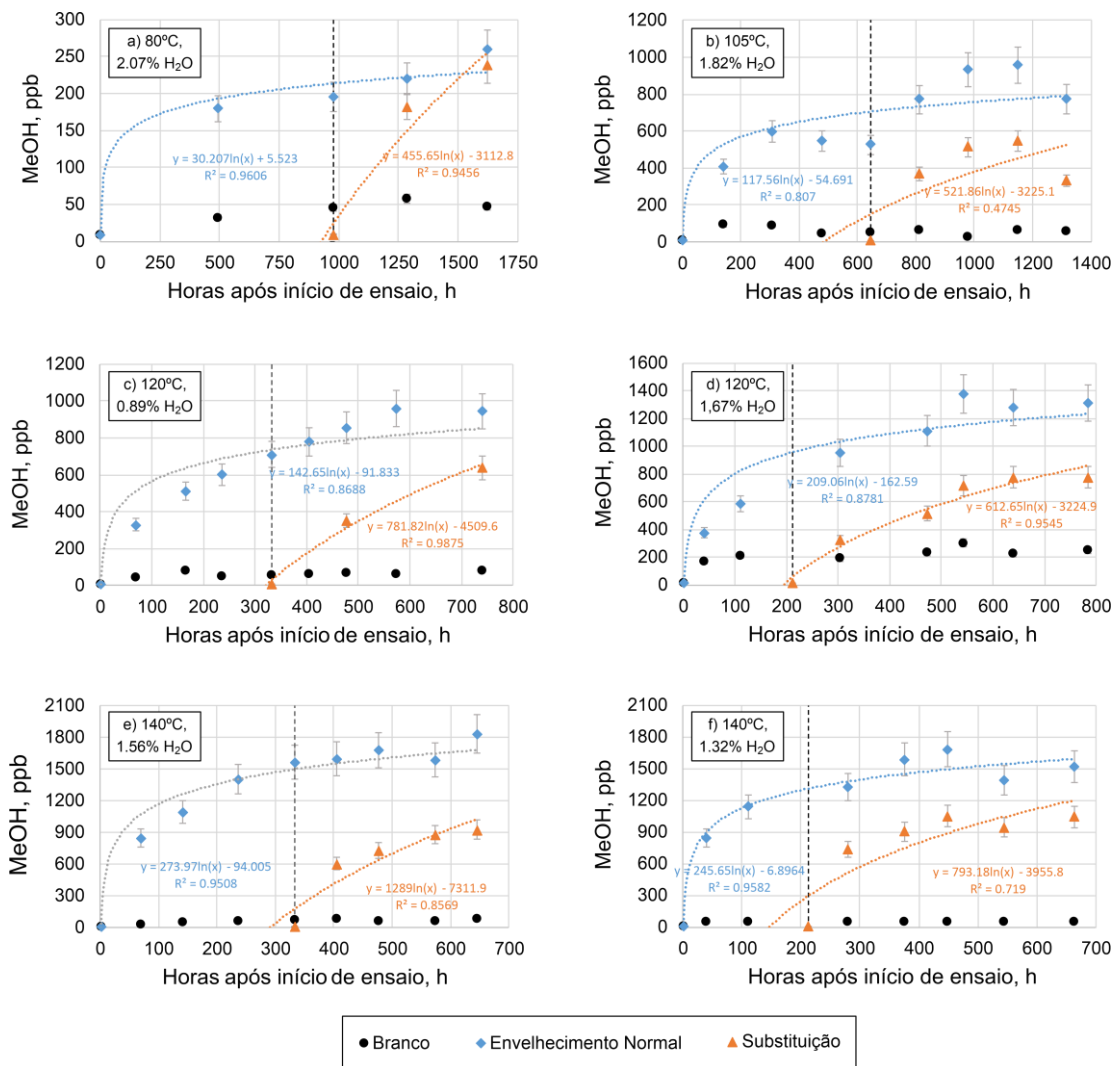 a) 80ºC,
2.07% H₂O
MeOH, ppb
300
250
200
150
100
50
0
y = 30.207ln(x) + 5.523
R² = 0.9606
y = 455.65ln(x) - 3112.8
R² = 0.9456
0 250 500 750 1000 1250 1500 1750
Horas após início de ensaio, h
b) 105ºC,
1.82% H₂O
MeOH, ppb
1200
1000
800
600
400
200
0
y = 117.56ln(x) - 54.691
R² = 0.807
y = 521.86ln(x) - 3225.1
R² = 0.4745
0 200 400 600 800 1000 1200 1400
Horas após início de ensaio, h
c) 120ºC,
0.89% H₂O
MeOH, ppb
1200
1000
800
600
400
200
0
y = 142.65ln(x) - 91.833
R² = 0.8688
y = 781.82ln(x) - 4509.6
R² = 0.9875
0 100 200 300 400 500 600 700 800
Horas após início de ensaio, h
d) 120ºC,
1,67% H₂O
MeOH, ppb
1600
1400
1200
1000
800
600
400
200
0
y = 209.06ln(x) - 162.59
R² = 0.8781
y = 612.65ln(x) - 3224.9
R² = 0.9545
0 100 200 300 400 500 600 700 800
Horas após início de ensaio, h
e) 140ºC,
1.56% H₂O
MeOH, ppb
2100
1800
1500
1200
900
600
300
0
y = 273.97ln(x) - 94.005
R² = 0.9508
y = 1289ln(x) - 7311.9
R² = 0.8569
0 100 200 300 400 500 600 700
Horas após início de ensaio, h
f) 140ºC,
1.32% H₂O
MeOH, ppb
2100
1800
1500
1200
900
600
300
0
y = 245.65ln(x) - 6.8964
R² = 0.9582
y = 793.18ln(x) - 3955.8
R² = 0.719
0 100 200 300 400 500 600 700
Horas após início de ensaio, h
Branco Envelhecimento Normal Substituição